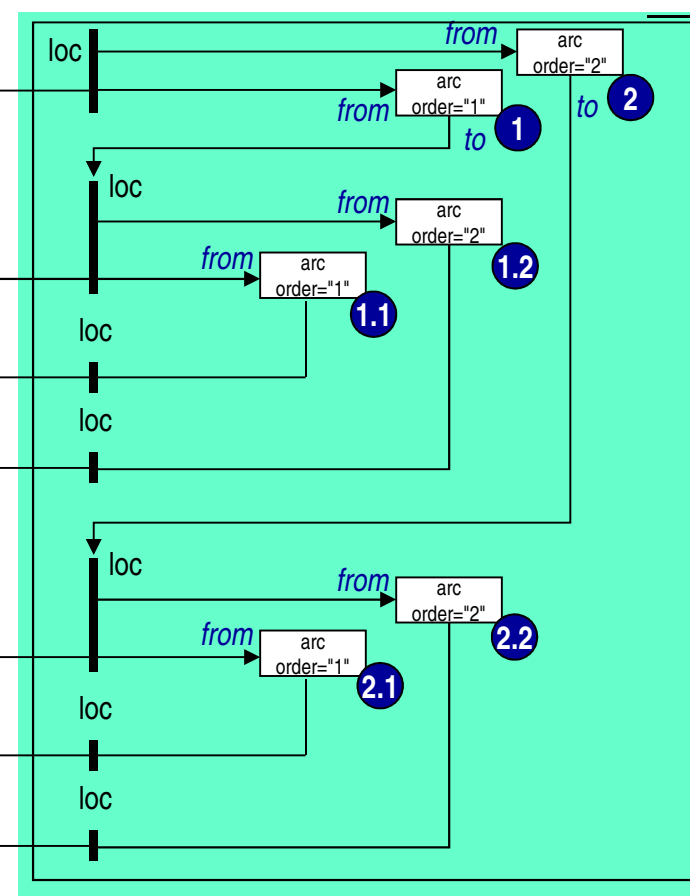 loc
from
arc
order="2"
to
2
from
arc
order="1"
to
1
loc
from
arc
order="2"
1.2
from
arc
order="1"
1.1
loc
loc
loc
from
arc
order="2"
2.2
from
arc
order="1"
2.1
loc
loc